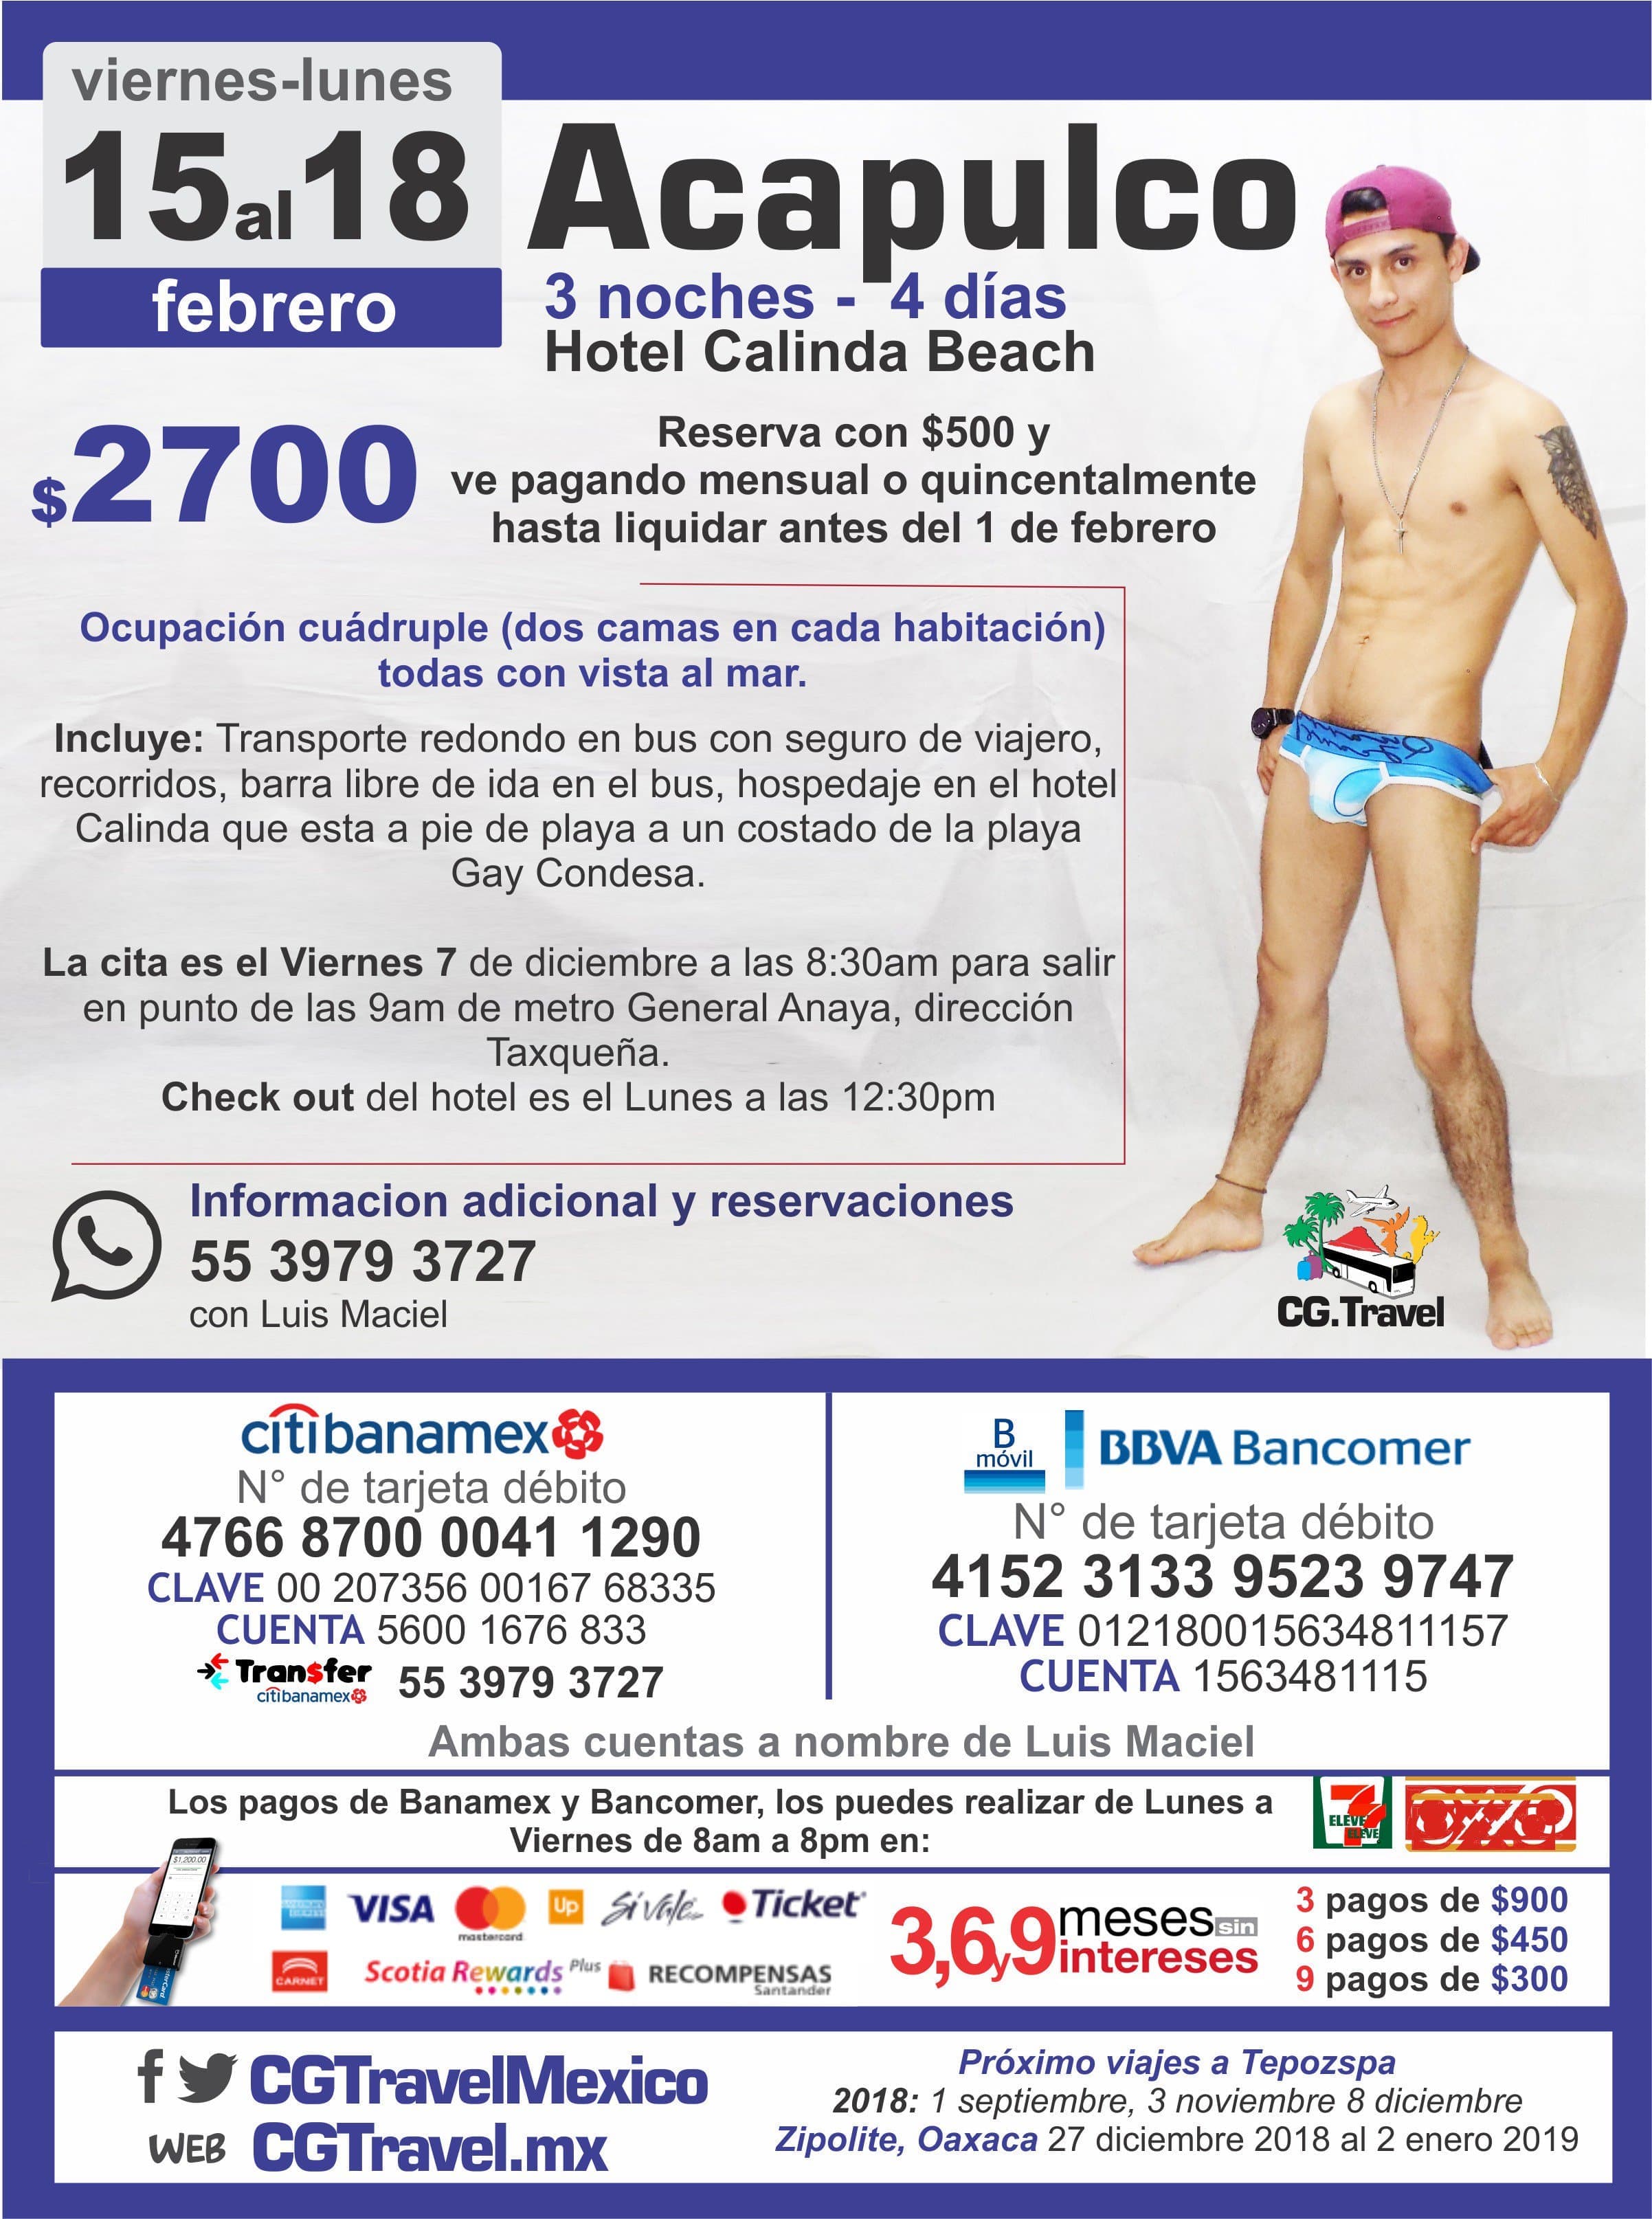 viernes-lunes
15 al 18
febrero
Acapulco
3 noches - 4 días
Hotel Calinda Beach
$2700
Reserva con $500 y
ve pagando mensual o quincentalmente
hasta liquidar antes del 1 de febrero
Ocupación cuádruple (dos camas en cada habitación)
todas con vista al mar.
Incluye: Transporte redondo en bus con seguro de viajero,
recorridos, barra libre de ida en el bus, hospedaje en el hotel
Calinda que esta a pie de playa a un costado de la playa
Gay Condesa.
La cita es el Viernes 7 de diciembre a las 8:30am para salir
en punto de las 9am de metro General Anaya, dirección
Taxqueña.
Check out del hotel es el Lunes a las 12:30pm
Informacion adicional y reservaciones
55 3979 3727
con Luis Maciel
CG.Travel
citibanamex
N° de tarjeta débito
4766 8700 0041 1290
CLAVE 00 207356 00167 68335
CUENTA 5600 1676 833
Transfer
citibanamex
55 3979 3727
B
móvil
BBVA Bancomer
N° de tarjeta débito
4152 3133 9523 9747
CLAVE 012180015634811157
CUENTA 1563481115
Ambas cuentas a nombre de Luis Maciel
Los pagos de Banamex y Bancomer, los puedes realizar de Lunes a
Viernes de 8am a 8pm en:
7 ELEVEN
OXXO
$1,200.00
VISA
mastercard
Up
Sí Vale
Ticket
CARNET
Scotia Rewards Plus
RECOMPENSAS
Santander
3,6y9 meses sin
intereses
3 pagos de $900
6 pagos de $450
9 pagos de $300
CGTravelMexico
WEB CGTravel.mx
Próximo viajes a Tepozspa
2018: 1 septiembre, 3 noviembre 8 diciembre
Zipolite, Oaxaca 27 diciembre 2018 al 2 enero 2019